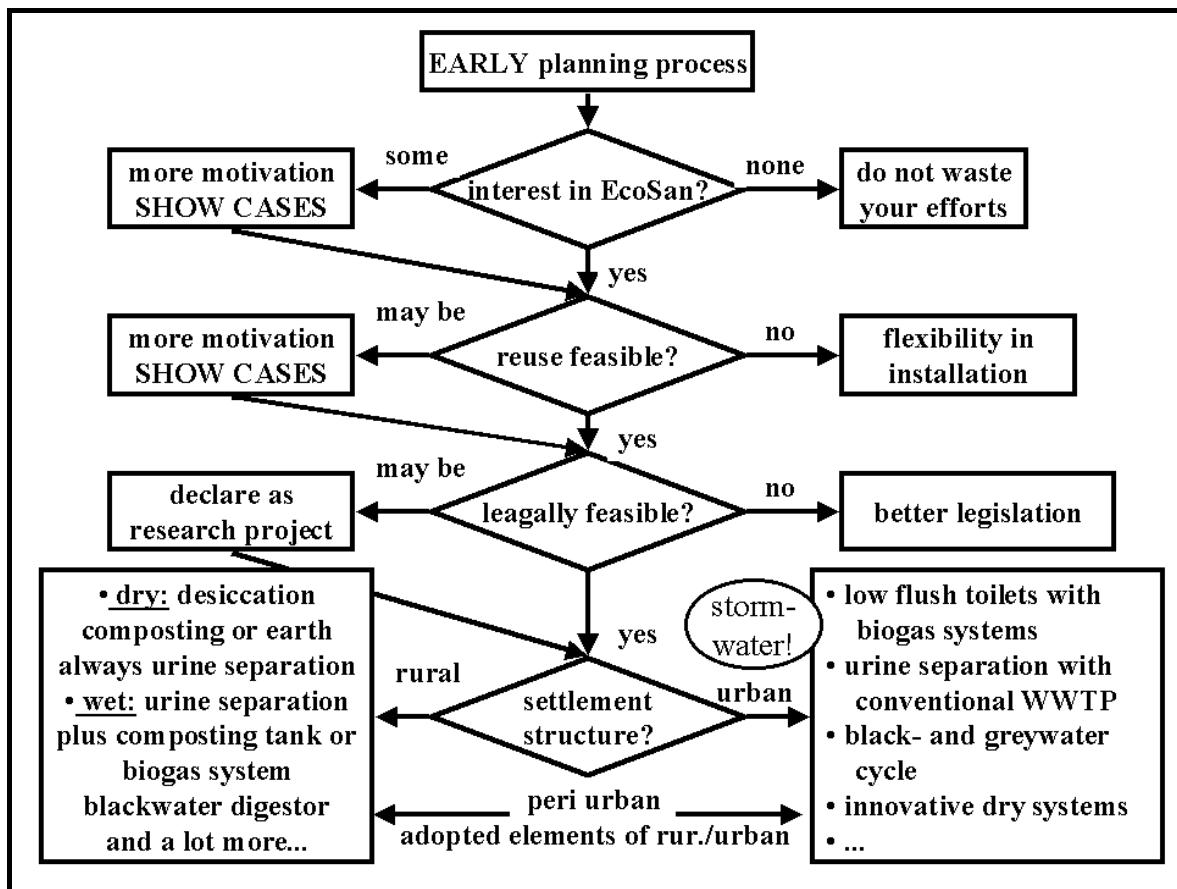 EARLY planning process
some
none
more motivation
SHOW CASES
interest in EcoSan?
do not waste
your efforts
yes
may be
no
more motivation
SHOW CASES
reuse feasible?
flexibility in
installation
yes
may be
no
declare as
research project
leagally feasible?
better legislation
yes
storm-
water!
rural
urban
settlement
structure?
• dry: desiccation
composting or earth
always urine separation
• wet: urine separation
plus composting tank or
biogas system
blackwater digestor
and a lot more...
• low flush toilets with
biogas systems
• urine separation with
conventional WWTP
• black- and greywater
cycle
• innovative dry systems
• ...
peri urban
adopted elements of rur./urban